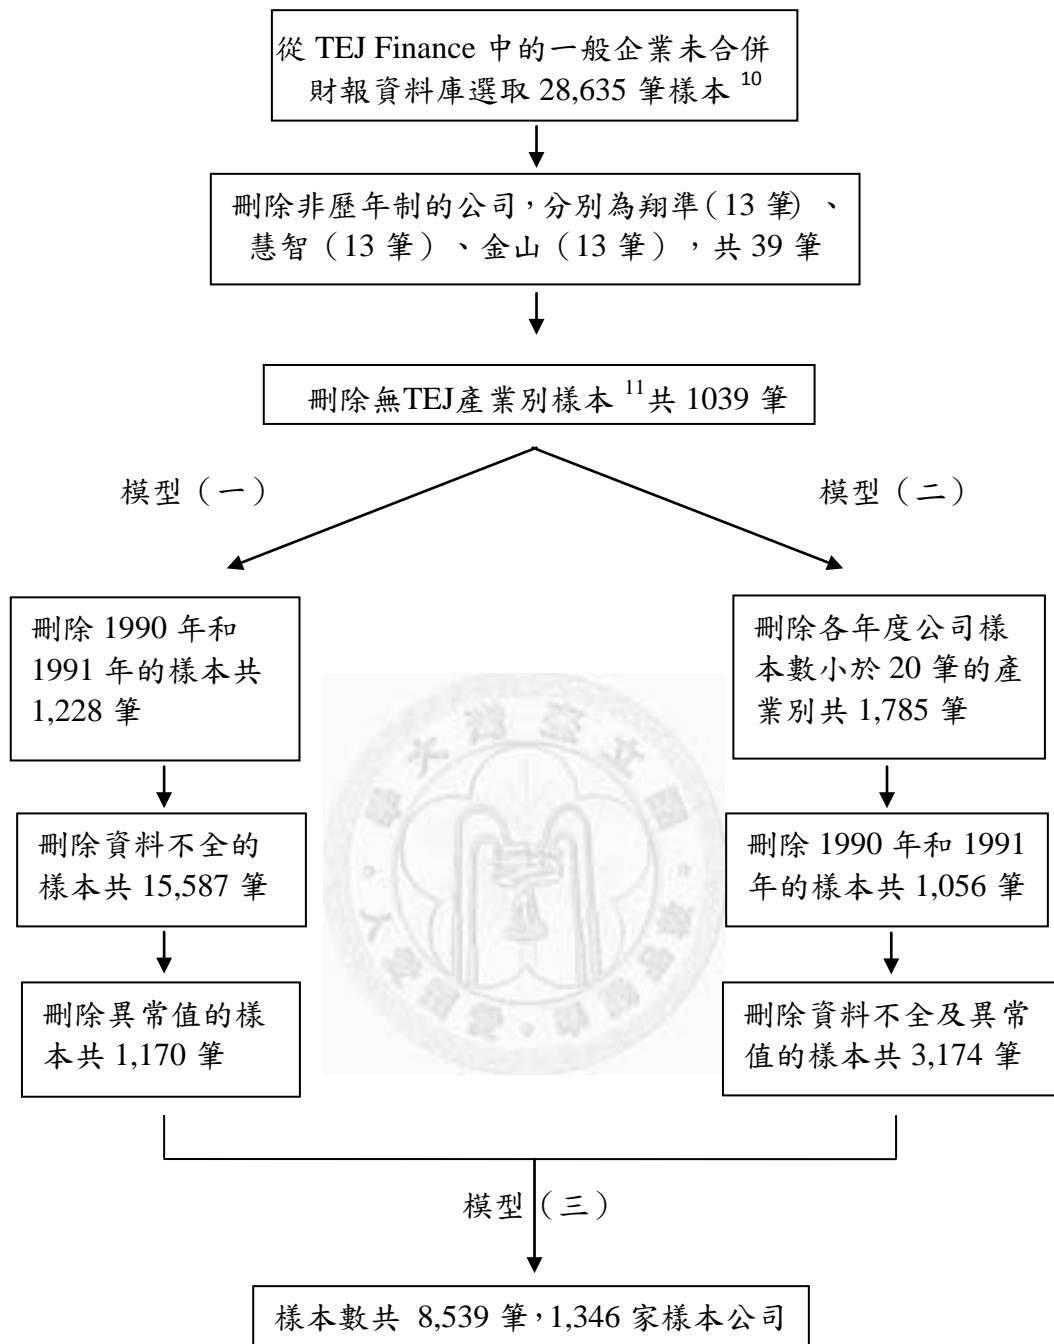 從 TEJ Finance 中的一般企業未合併
財報資料庫選取 28,635 筆樣本 10
刪除非歷年制的公司，分別為翔準（13 筆）、
慧智（13 筆）、金山（13 筆），共 39 筆
刪除無TEJ產業別樣本 11共 1039 筆
模型（一）
模型（二）
刪除 1990 年和
1991 年的樣本共
1,228 筆
刪除各年度公司樣
本數小於 20 筆的產
業別共 1,785 筆
刪除資料不全的
樣本共 15,587 筆
刪除 1990 年和 1991
年的樣本共 1,056 筆
刪除異常值的樣
本共 1,170 筆
刪除資料不全及異常
值的樣本共 3,174 筆
模型（三）
樣本數共 8,539 筆，1,346 家樣本公司